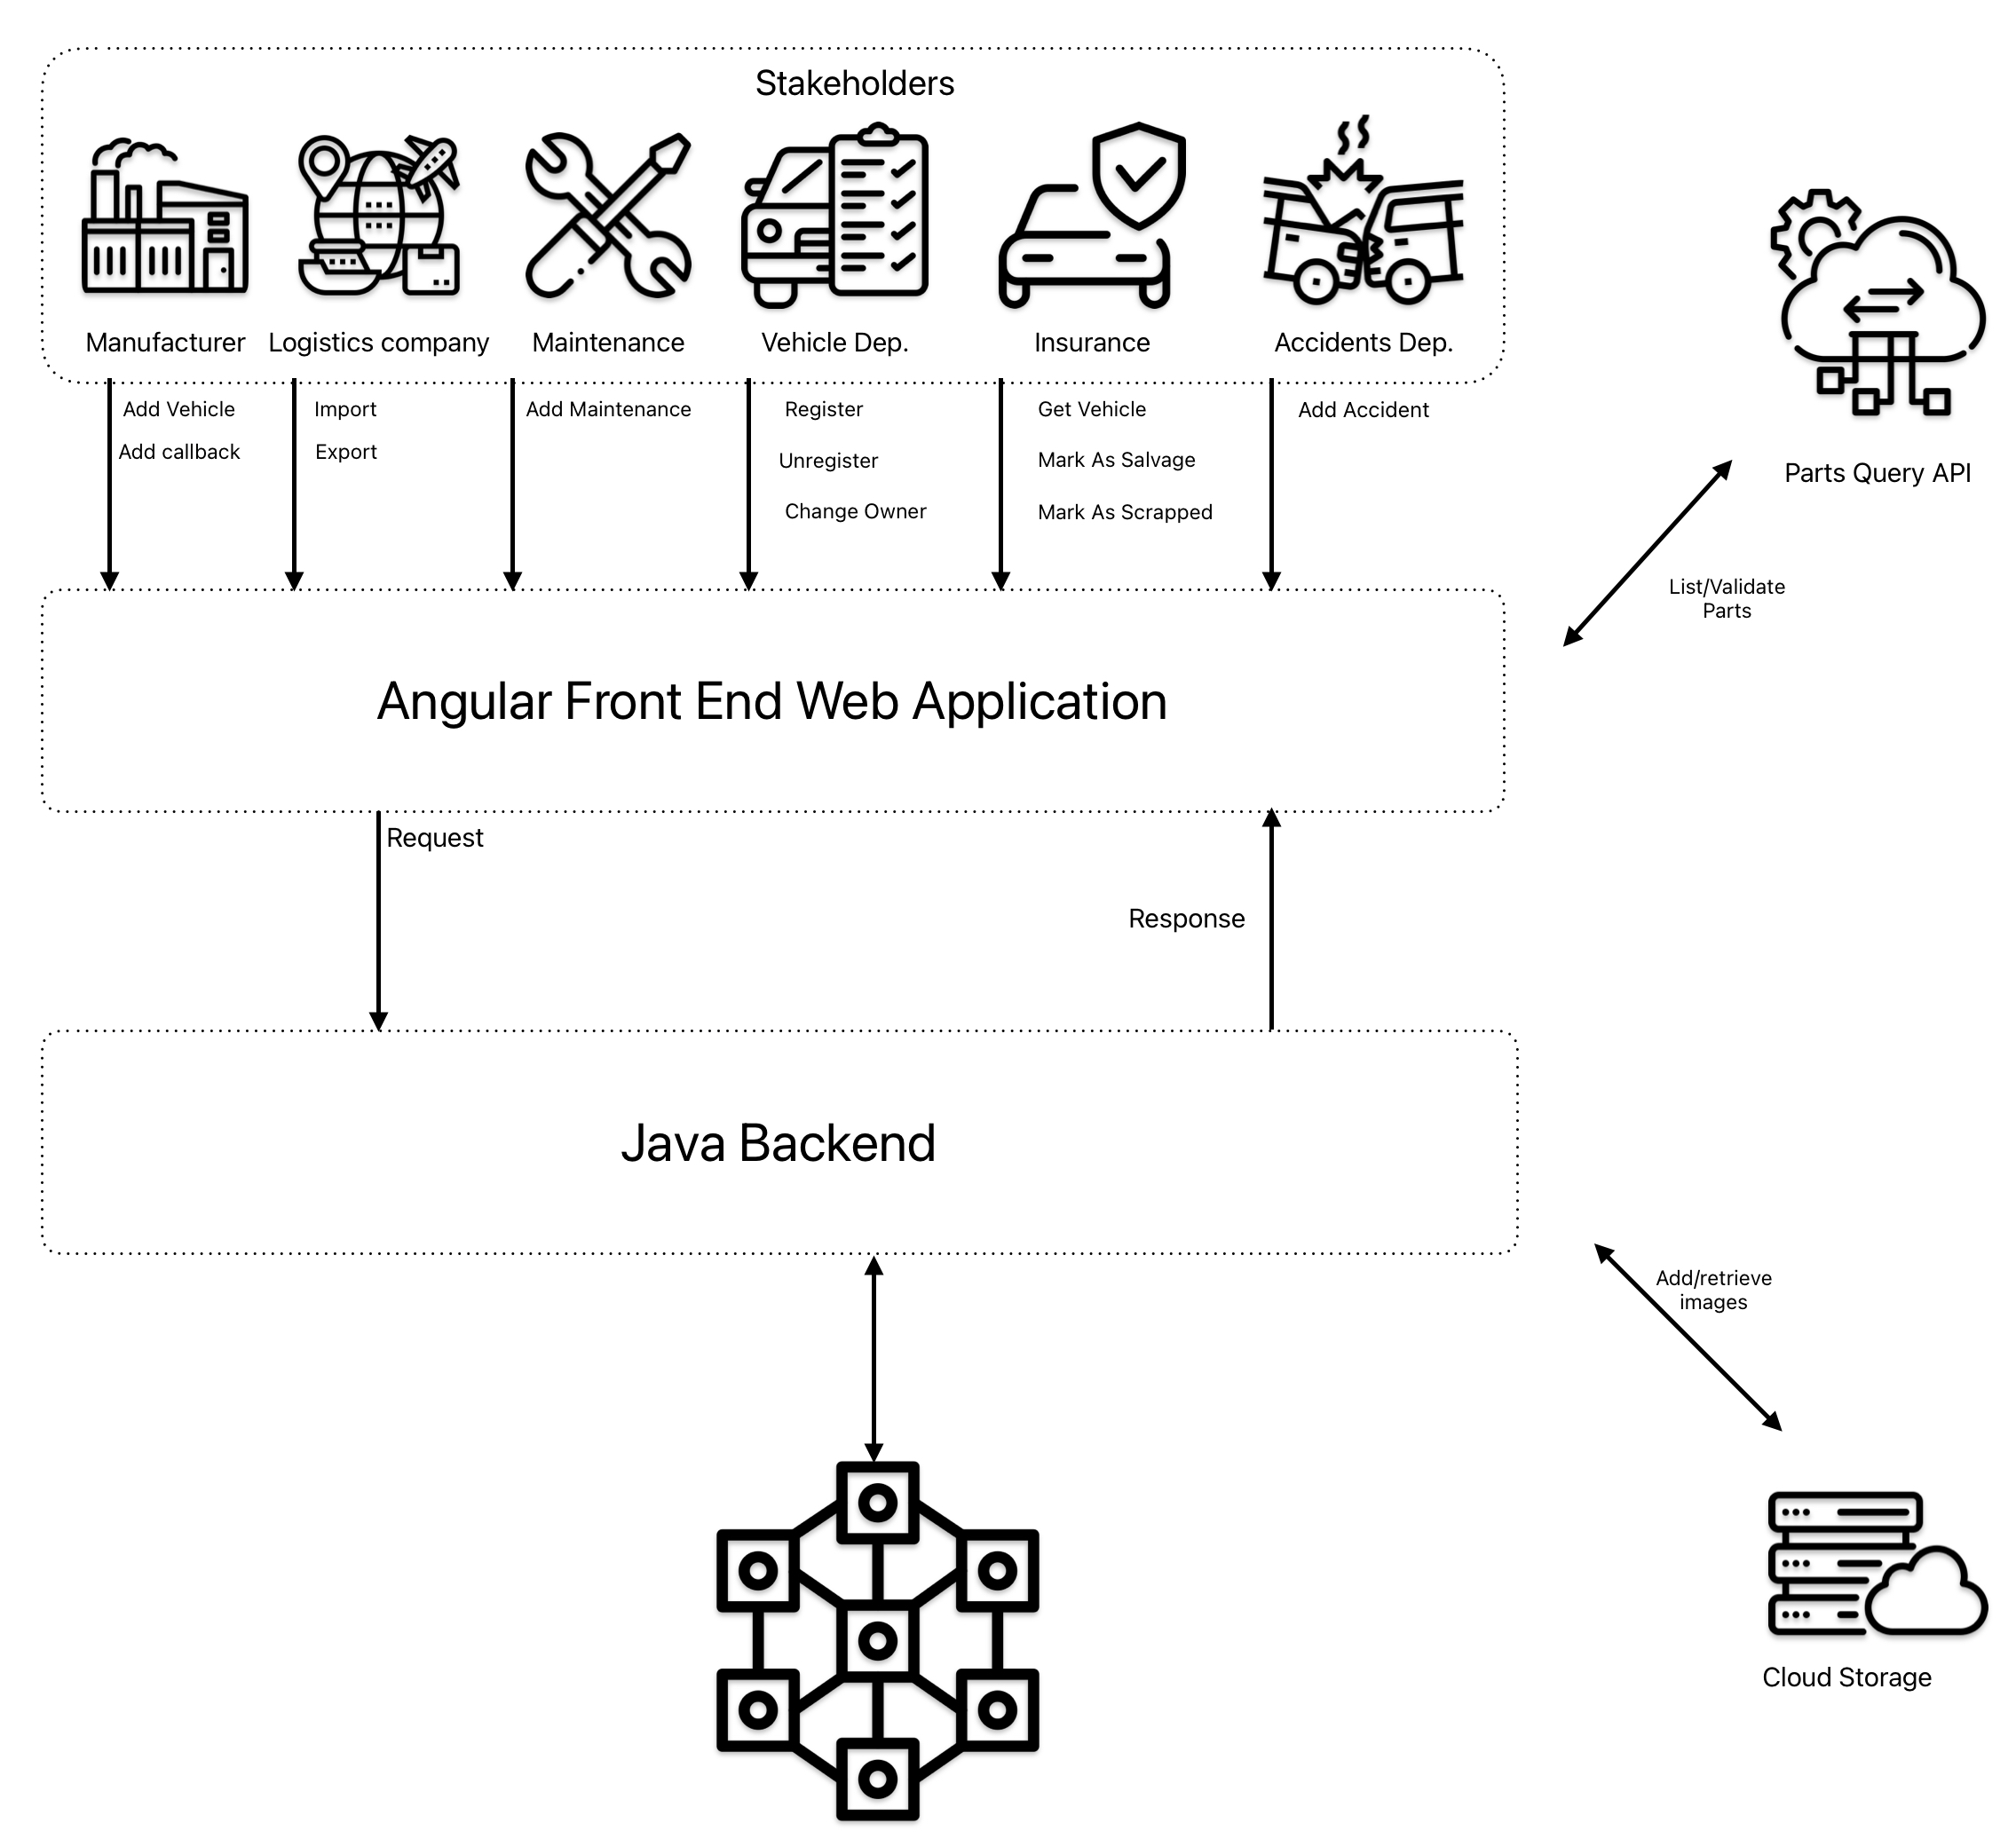 Stakeholders
Manufacturer
Logistics company
Maintenance
Vehicle Dep.
Insurance
Accidents Dep.
Add Vehicle
Add callback
Import
Export
Add Maintenance
Register
Unregister
Change Owner
Get Vehicle
Mark As Salvage
Mark As Scrapped
Add Accident
Parts Query API
List/Validate
Parts
Angular Front End Web Application
Request
Response
Java Backend
Add/retrieve
images
Cloud Storage